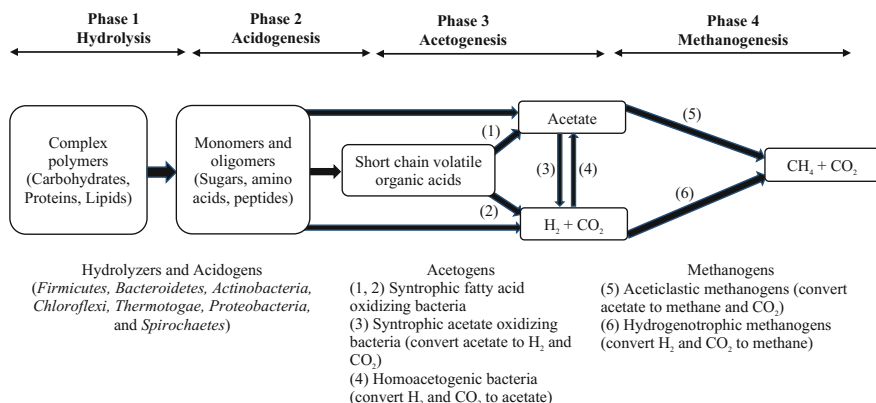 Phase 1
Hydrolysis
Phase 2
Acidogenesis
Phase 3
Acetogenesis
Phase 4
Methanogenesis
Complex
polymers
(Carbohydrates,
Proteins, Lipids)
Monomers and
oligomers
(Sugars, amino
acids, peptides)
Short chain volatile
organic acids
Acetate
H₂ + CO₂
CH₄ + CO₂
(1)
(2)
(3)
(4)
(5)
(6)
Hydrolyzers and Acidogens
(Firmicutes, Bacteroidetes, Actinobacteria,
Chloroflexi, Thermotogae, Proteobacteria,
and Spirochaetes)
Acetogens
(1, 2) Syntrophic fatty acid
oxidizing bacteria
(3) Syntrophic acetate oxidizing
bacteria (convert acetate to H₂ and
CO₂)
(4) Homoacetogenic bacteria
(convert H₂ and CO₂ to acetate)
Methanogens
(5) Aceticlastic methanogens (convert
acetate to methane and CO₂)
(6) Hydrogenotrophic methanogens
(convert H₂ and CO₂ to methane)